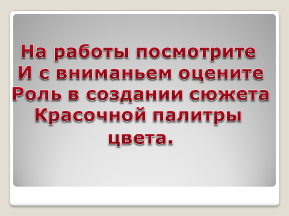 На работы посмотрите
И с вниманьем оцените
Роль в создании сюжета
Красочной палитры
цвета.